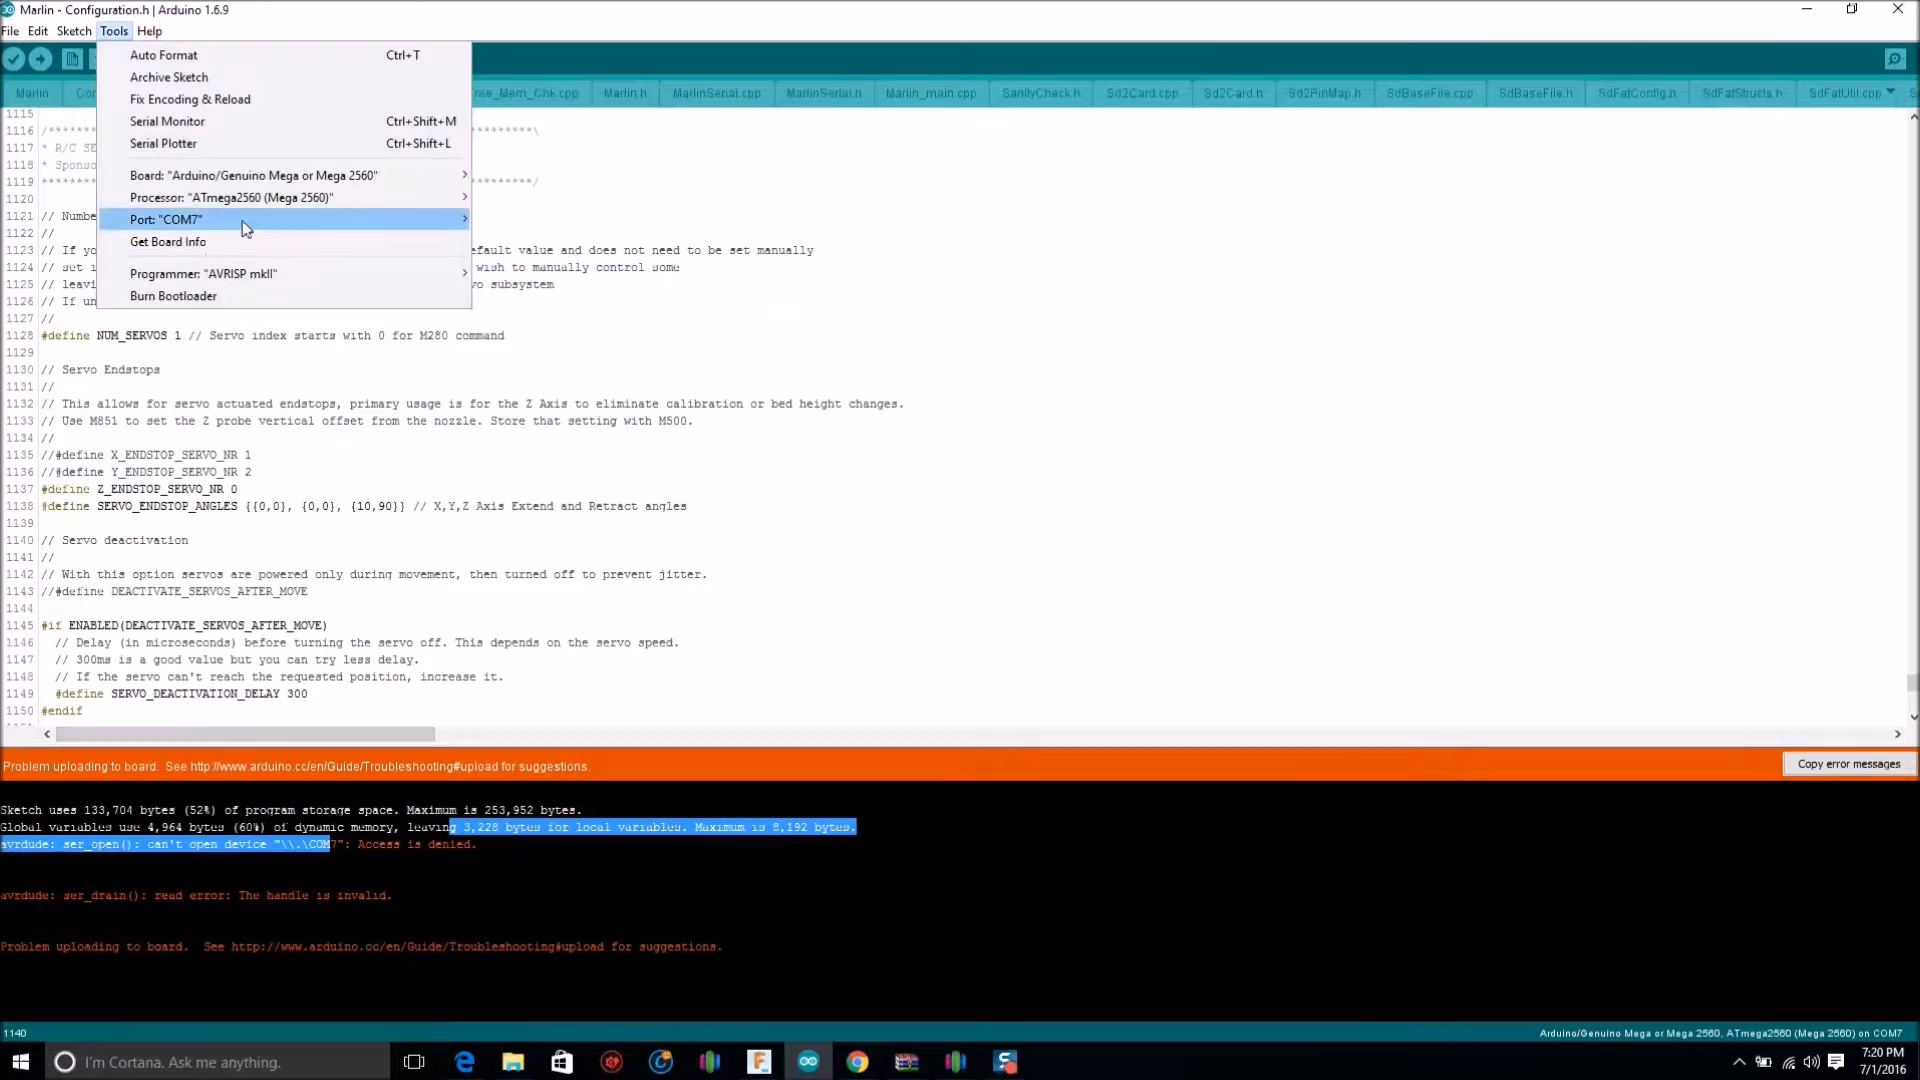 Marlin - Configuration.h | Arduino 1.6.9
File Edit Sketch Tools Help
Auto Format Ctrl+T
Archive Sketch
Fix Encoding & Reload
Serial Monitor Ctrl+Shift+M
Serial Plotter Ctrl+Shift+L
Board: "Arduino/Genuino Mega or Mega 2560"
Processor: "ATmega2560 (Mega 2560)"
Port: "COM7"
Get Board Info
Programmer: "AVRISP mkII"
Burn Bootloader
Marlin Mem_Chk.cpp Marlin.h MarlinSerial.cpp MarlinSerial.h Marlin_main.cpp SanityCheck.h Sd2Card.cpp Sd2Card.h Sd2PinMap.h SdBaseFile.cpp SdBaseFile.h SdFatConfig.h SdFatStructs.h SdFatUtil.cpp
1115
1116 /******* *********\
1117 * R/C SE
1118 * Sponso
1119 ******** *********/
1120
1121 // Numbe
1122 //
1123 // If yo efault value and does not need to be set manually
1124 // set i wish to manually control some
1125 // leavi vo subsystem
1126 // If un
1127 //
1128 #define NUM_SERVOS 1 // Servo index starts with 0 for M280 command
1129
1130 // Servo Endstops
1131 //
1132 // This allows for servo actuated endstops, primary usage is for the Z Axis to eliminate calibration or bed height changes.
1133 // Use M851 to set the Z probe vertical offset from the nozzle. Store that setting with M500.
1134 //
1135 //#define X_ENDSTOP_SERVO_NR 1
1136 //#define Y_ENDSTOP_SERVO_NR 2
1137 #define Z_ENDSTOP_SERVO_NR 0
1138 #define SERVO_ENDSTOP_ANGLES {{0,0}, {0,0}, {10,90}} // X,Y,Z Axis Extend and Retract angles
1139
1140 // Servo deactivation
1141 //
1142 // With this option servos are powered only during movement, then turned off to prevent jitter.
1143 //#define DEACTIVATE_SERVOS_AFTER_MOVE
1144
1145 #if ENABLED(DEACTIVATE_SERVOS_AFTER_MOVE)
1146 // Delay (in microseconds) before turning the servo off. This depends on the servo speed.
1147 // 300ms is a good value but you can try less delay.
1148 // If the servo can't reach the requested position, increase it.
1149 #define SERVO_DEACTIVATION_DELAY 300
1150 #endif
Problem uploading to board. See http://www.arduino.cc/en/Guide/Troubleshooting#upload for suggestions. Copy error messages
Sketch uses 133,704 bytes (52%) of program storage space. Maximum is 253,952 bytes.
Global variables use 4,964 bytes (60%) of dynamic memory, leaving 3,228 bytes for local variables. Maximum is 8,192 bytes.
avrdude: ser_open(): can't open device "\\.\COM7": Access is denied.
avrdude: ser_drain(): read error: The handle is invalid.
Problem uploading to board. See http://www.arduino.cc/en/Guide/Troubleshooting#upload for suggestions.
1140 Arduino/Genuino Mega or Mega 2560, ATmega2560 (Mega 2560) on COM7
I'm Cortana. Ask me anything. 7:20 PM
7/1/2016